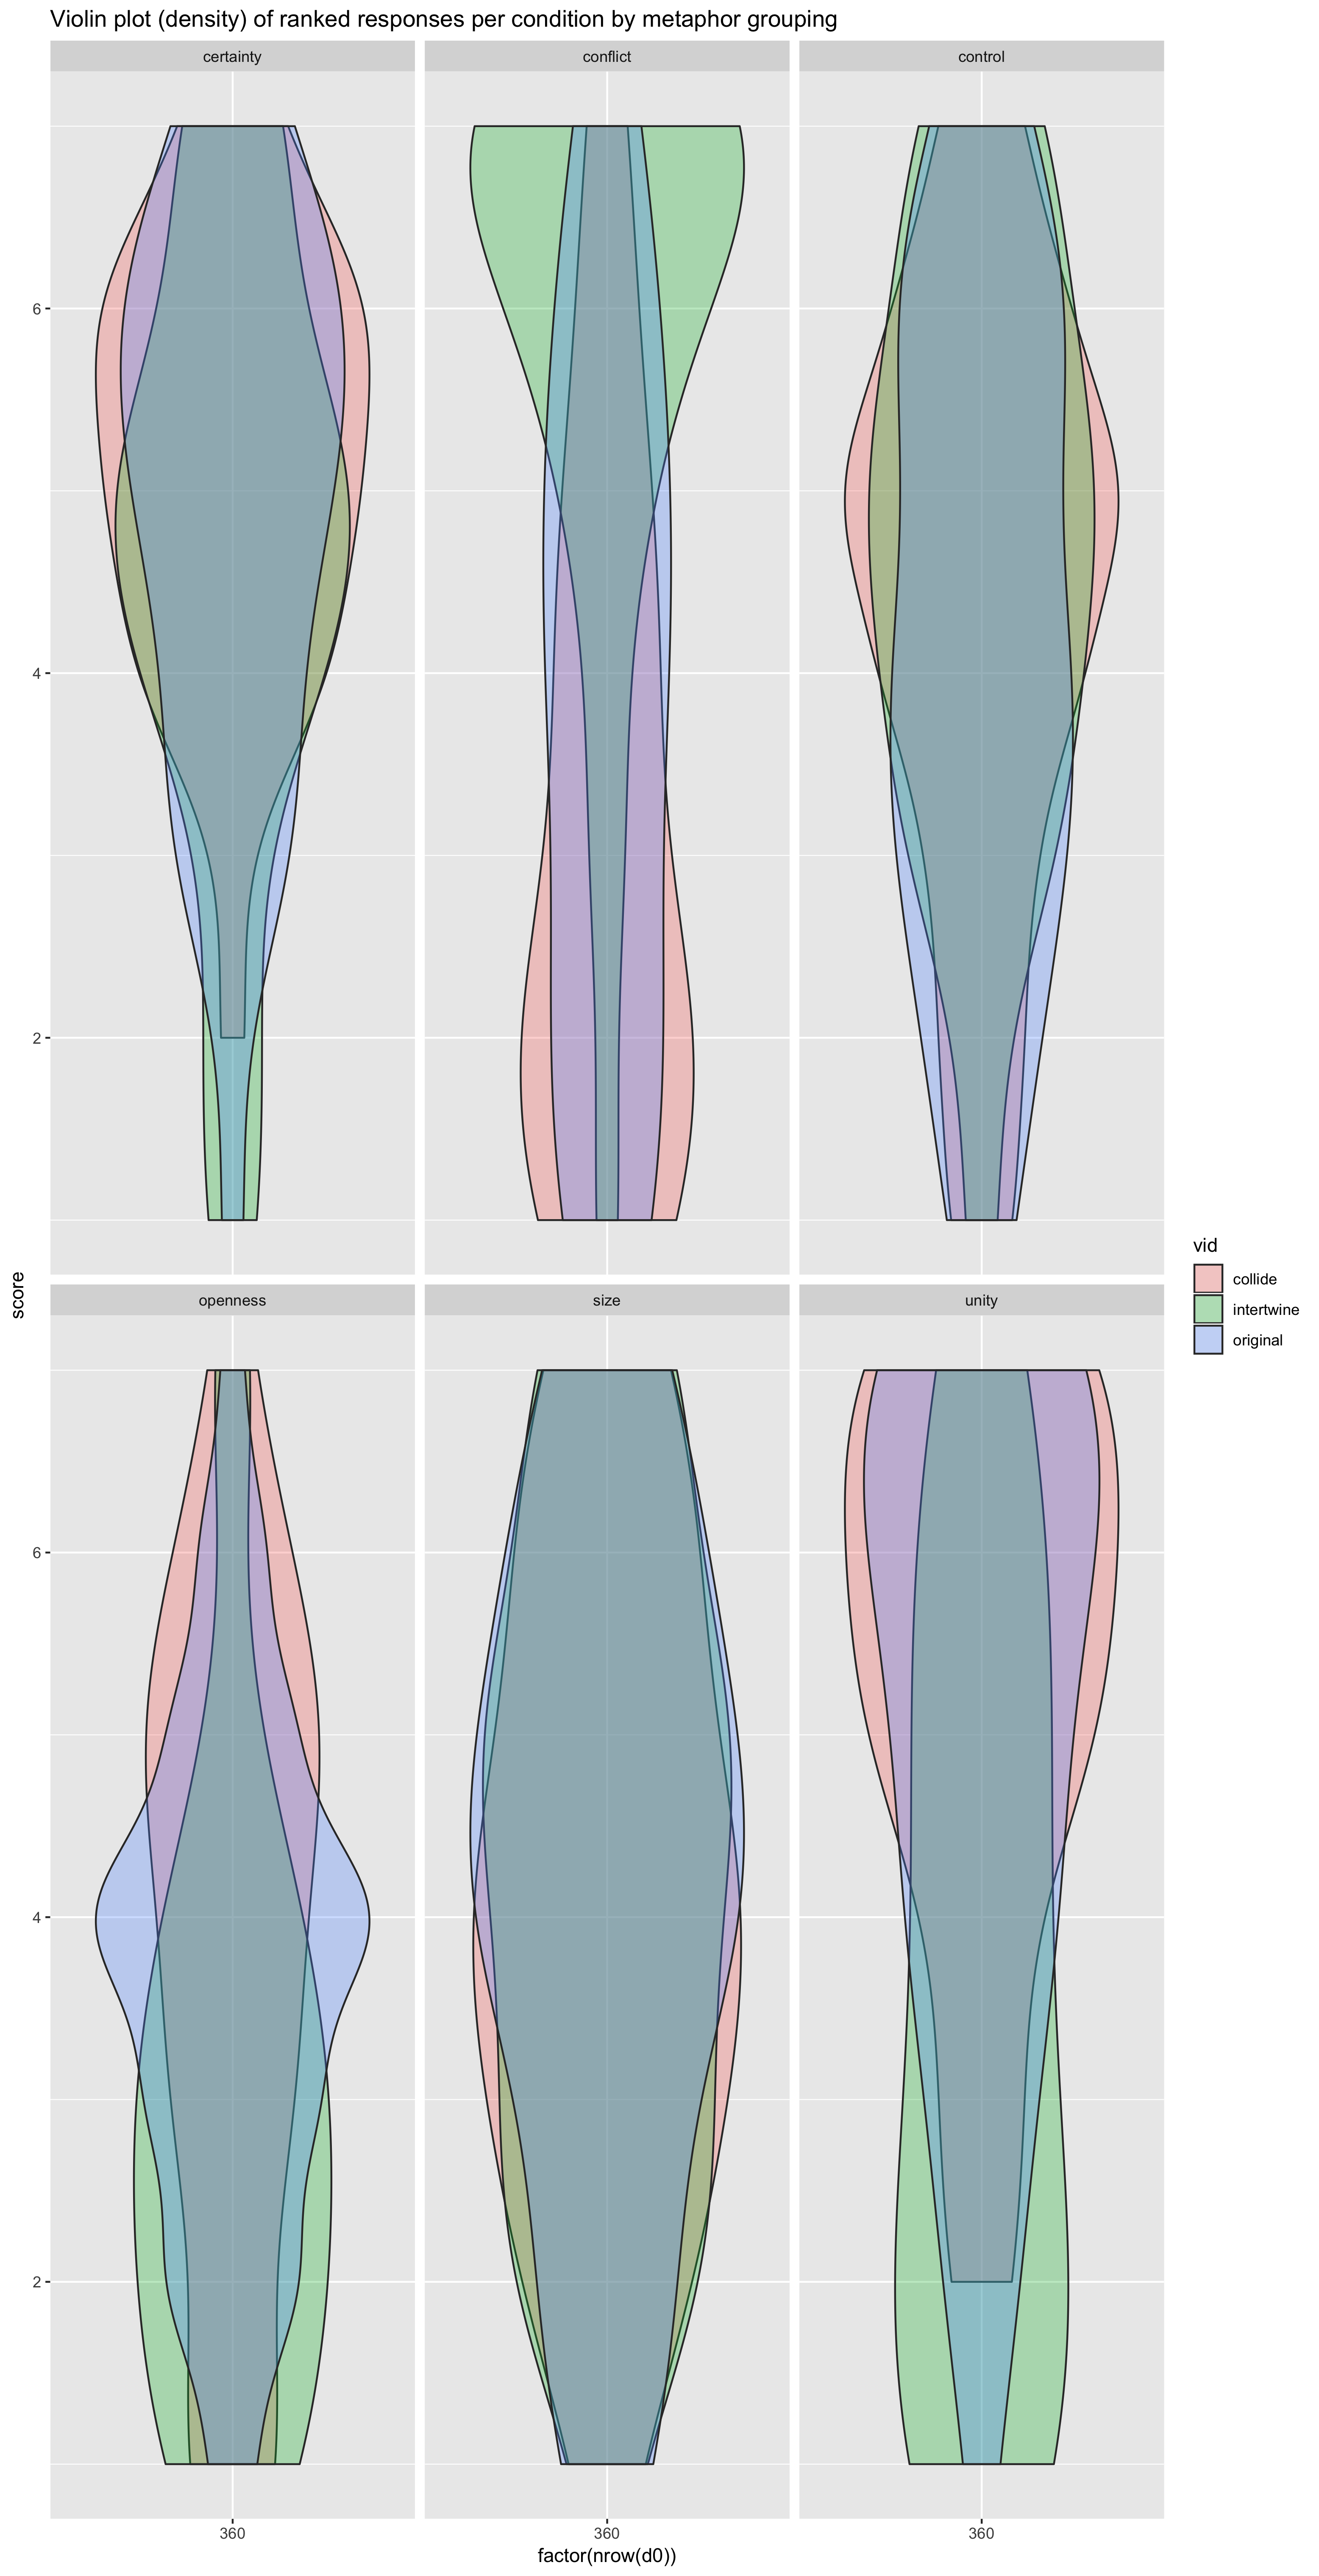 Violin plot (density) of ranked responses per condition by metaphor grouping
certainty
conflict
control
6
4
2
score
openness
size
unity
6
4
2
360
360
360
factor(nrow(d0))
vid
collide
intertwine
original